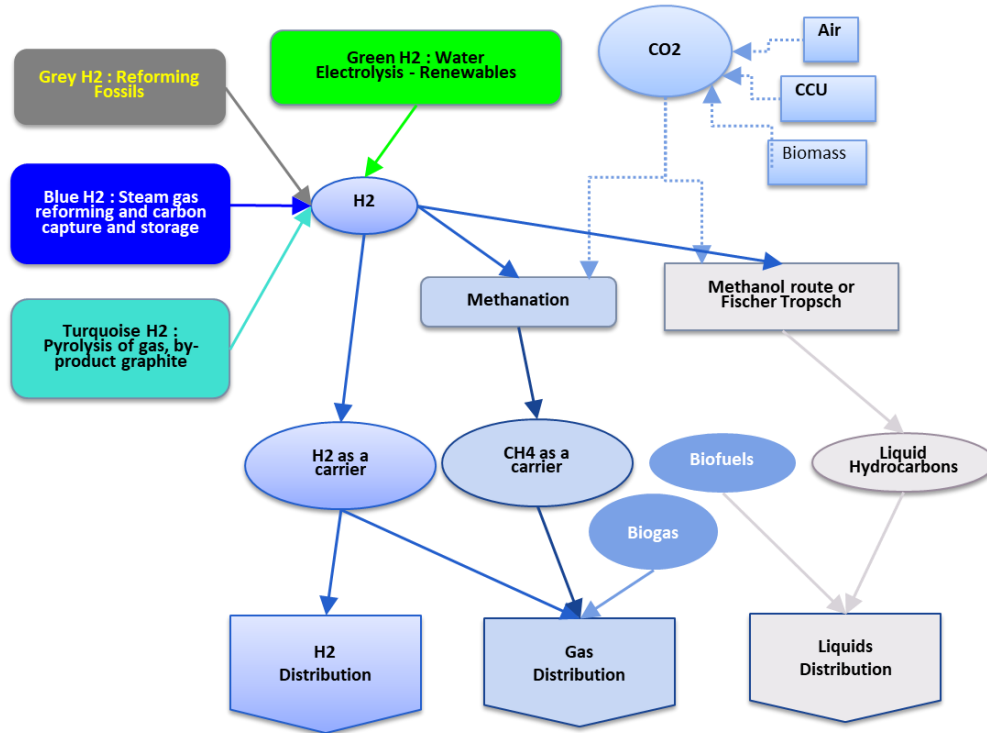 Green H2 : Water
Electrolysis - Renewables
CO2
Air
Grey H2 : Reforming
Fossils
CCU
Biomass
Blue H2 : Steam gas
reforming and carbon
capture and storage
H2
Methanation
Methanol route or
Fischer Tropsch
Turquoise H2 :
Pyrolysis of gas, by-
product graphite
H2 as a
carrier
CH4 as a
carrier
Biofuels
Liquid
Hydrocarbons
Biogas
H2
Distribution
Gas
Distribution
Liquids
Distribution